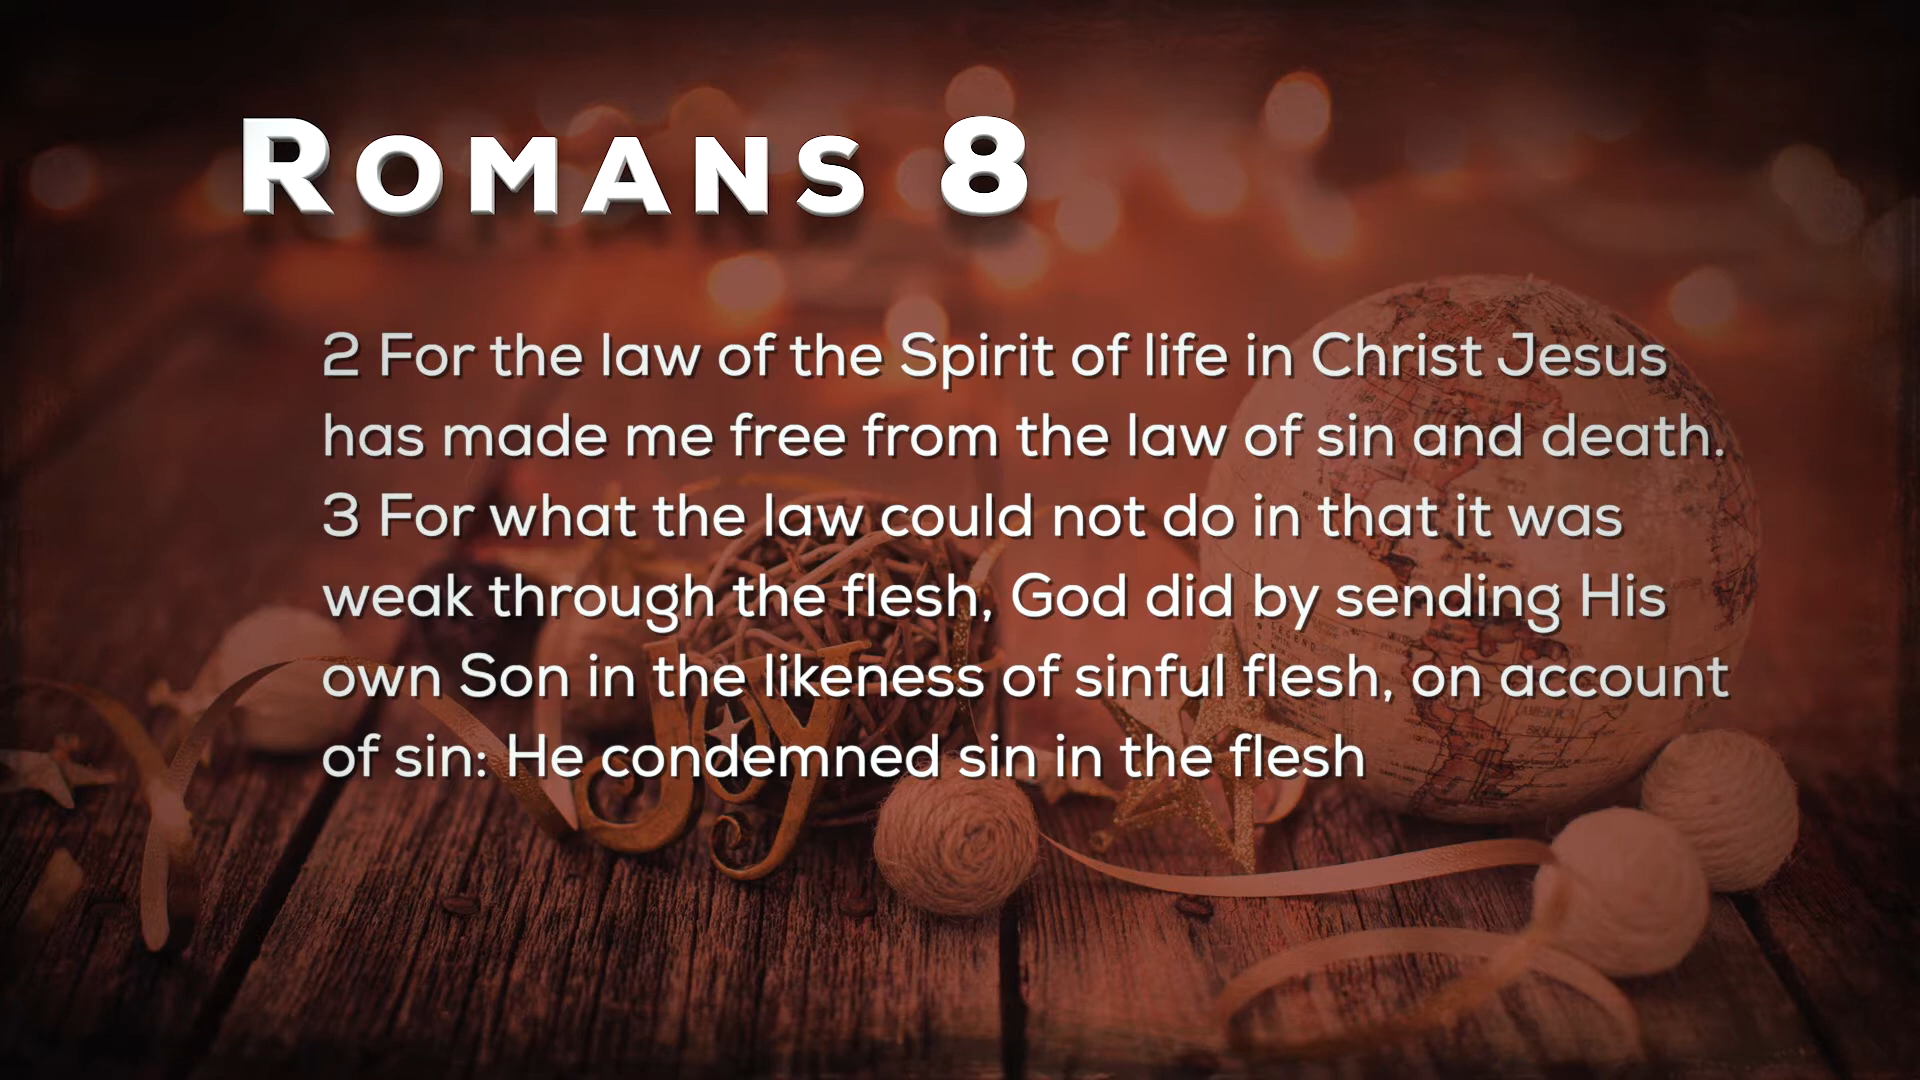 ROMANS 8
2 For the law of the Spirit of life in Christ Jesus
has made me free from the law of sin and death.
3 For what the law could not do in that it was
weak through the flesh, God did by sending His
own Son in the likeness of sinful flesh, on account
of sin: He condemned sin in the flesh
Joy